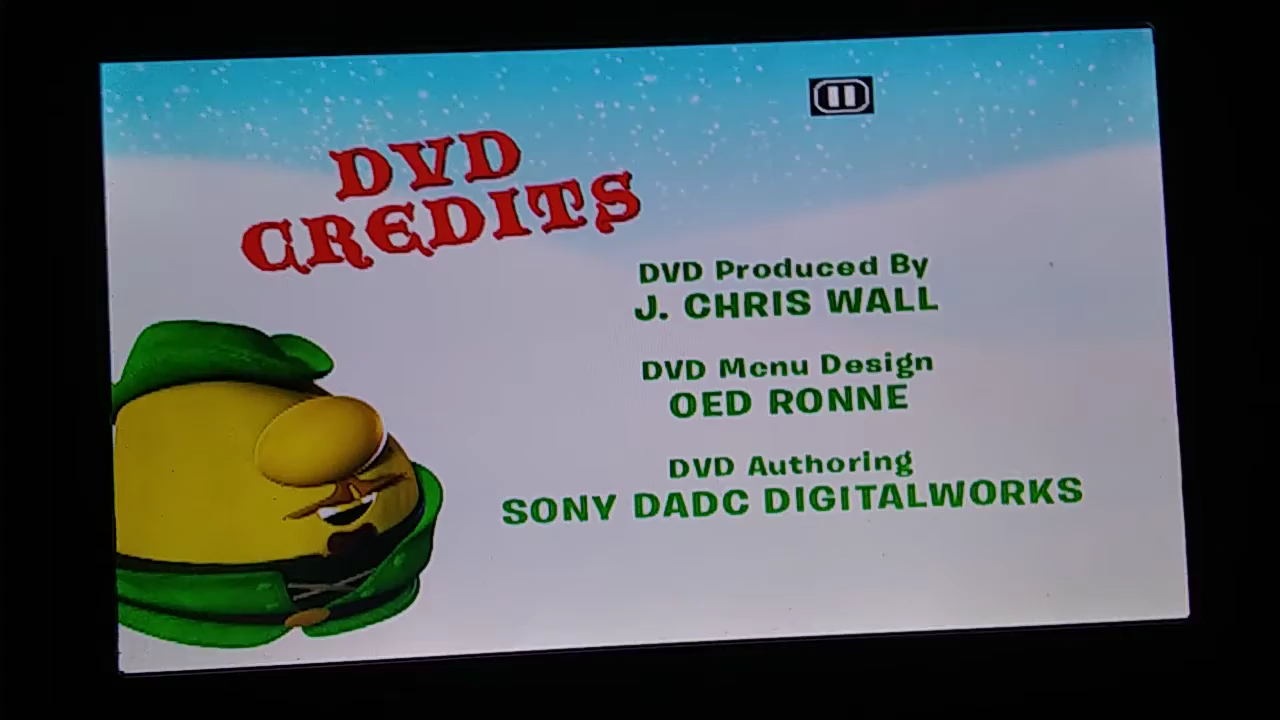 DVD
CREDITS
DVD Produced By
J. CHRIS WALL
DVD Menu Design
OED RONNE
DVD Authoring
SONY DADC DIGITALWORKS